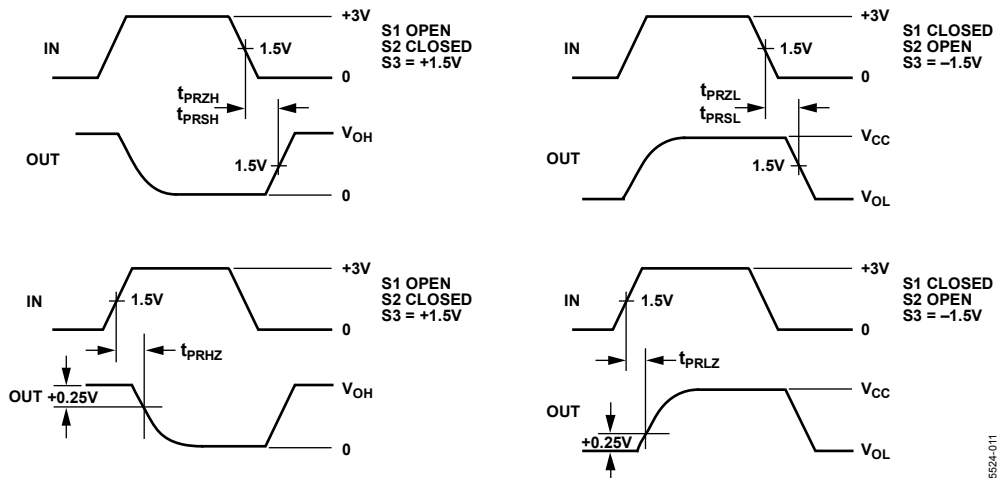 +3V
S1 OPEN
S2 CLOSED
S3 = +1.5V
IN
1.5V
0
tPRZH
tPRSH
VOH
OUT
1.5V
0
+3V
S1 CLOSED
S2 OPEN
S3 = –1.5V
IN
1.5V
0
tPRZL
tPRSL
VCC
OUT
1.5V
VOL
+3V
S1 OPEN
S2 CLOSED
S3 = +1.5V
IN
1.5V
0
tPRHZ
VOH
OUT +0.25V
0
+3V
S1 CLOSED
S2 OPEN
S3 = –1.5V
IN
1.5V
0
tPRLZ
VCC
OUT
+0.25V
VOL
5524-011